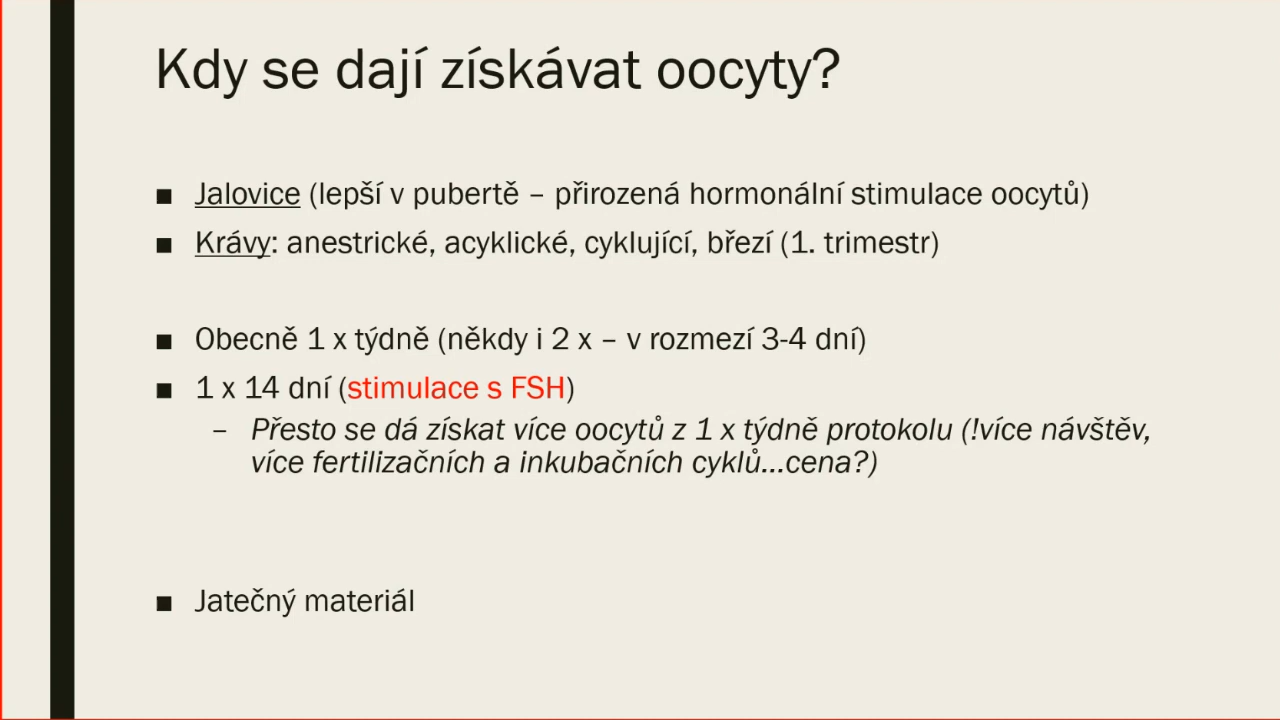 Kdy se dají získávat oocyty?
■ Jalovice (lepší v pubertě – přirozená hormonální stimulace oocytů)
■ Krávy: anestrické, acyklické, cyklující, březí (1. trimestr)
■ Obecně 1 x týdně (někdy i 2 x – v rozmezí 3-4 dní)
■ 1 x 14 dní (stimulace s FSH)
– Přesto se dá získat více oocytů z 1 x týdně protokolu (!více návštěv,
více fertilizačních a inkubačních cyklů...cena?)
■ Jatečný materiál